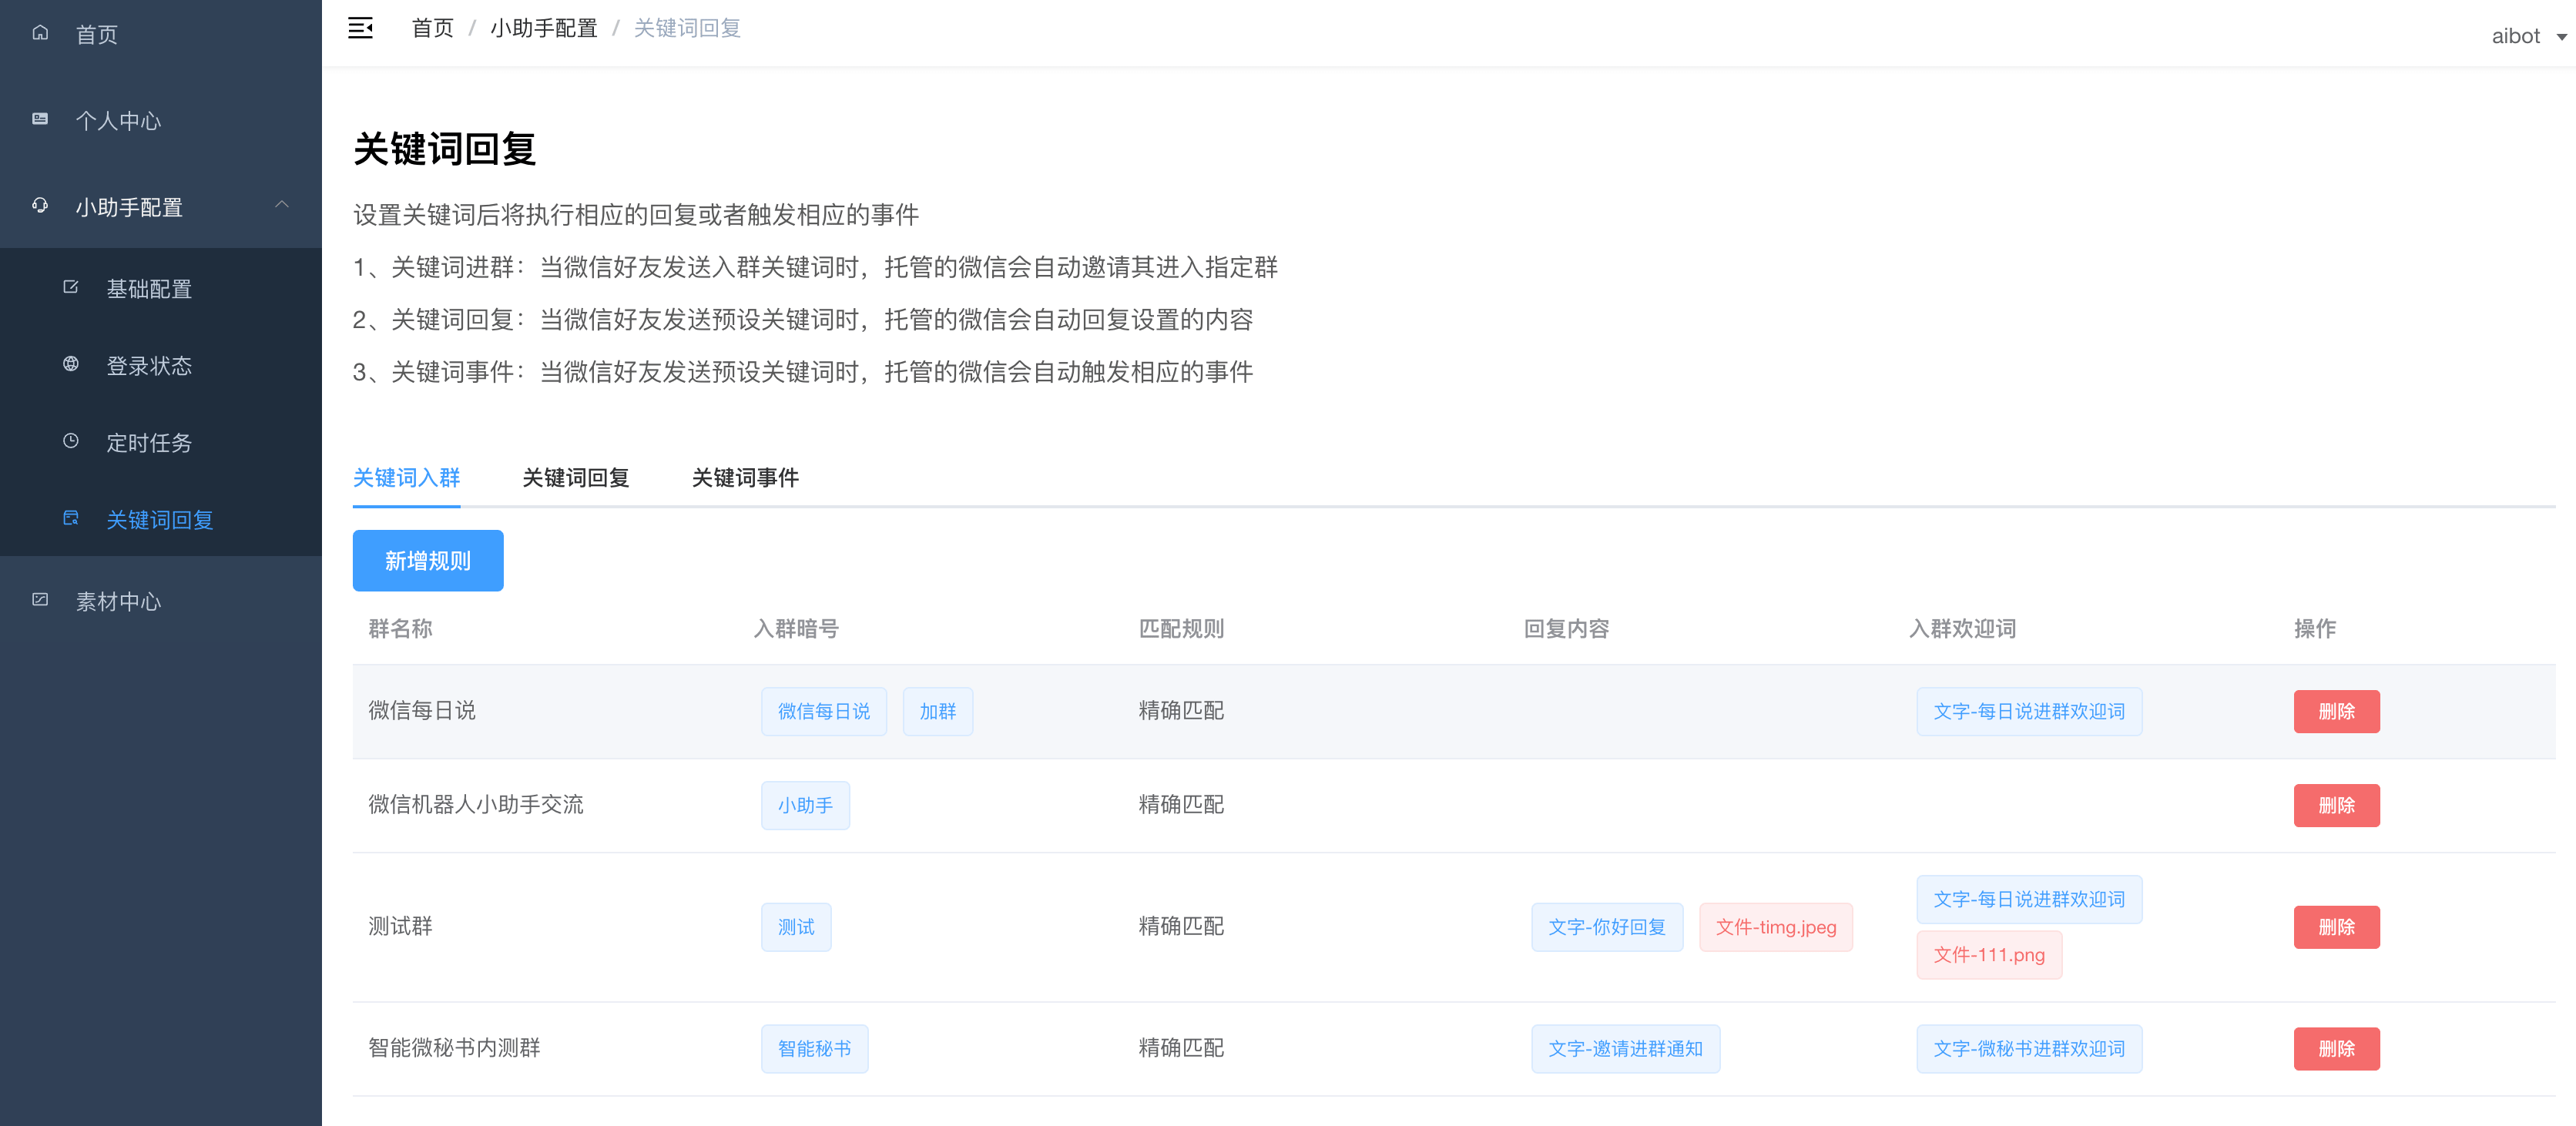 首页
个人中心
小助手配置
基础配置
登录状态
定时任务
关键词回复
素材中心
首页 / 小助手配置 / 关键词回复
aibot
关键词回复
设置关键词后将执行相应的回复或者触发相应的事件
1、关键词进群：当微信好友发送入群关键词时，托管的微信会自动邀请其进入指定群
2、关键词回复：当微信好友发送预设关键词时，托管的微信会自动回复设置的内容
3、关键词事件：当微信好友发送预设关键词时，托管的微信会自动触发相应的事件
关键词入群 关键词回复 关键词事件
新增规则
群名称 入群暗号 匹配规则 回复内容 入群欢迎词 操作
微信每日说 微信每日说 加群 精确匹配 文字-每日说进群欢迎词 删除
微信机器人小助手交流 小助手 精确匹配 删除
测试群 测试 精确匹配 文字-你好回复 文件-timg.jpeg 文字-每日说进群欢迎词 删除
文件-111.png
智能微秘书内测群 智能秘书 精确匹配 文字-邀请进群通知 文字-微秘书进群欢迎词 删除